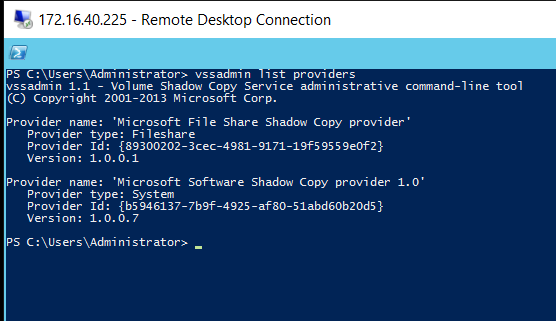 172.16.40.225 - Remote Desktop Connection
PS C:\Users\Administrator> vssadmin list providers
vssadmin 1.1 - Volume Shadow Copy Service administrative command-line tool
(C) Copyright 2001-2013 Microsoft Corp.
Provider name: 'Microsoft File Share Shadow Copy provider'
Provider type: Fileshare
Provider Id: {89300202-3cec-4981-9171-19f59559e0f2}
Version: 1.0.0.1
Provider name: 'Microsoft Software Shadow Copy provider 1.0'
Provider type: System
Provider Id: {b5946137-7b9f-4925-af80-51abd60b20d5}
Version: 1.0.0.7
PS C:\Users\Administrator> _